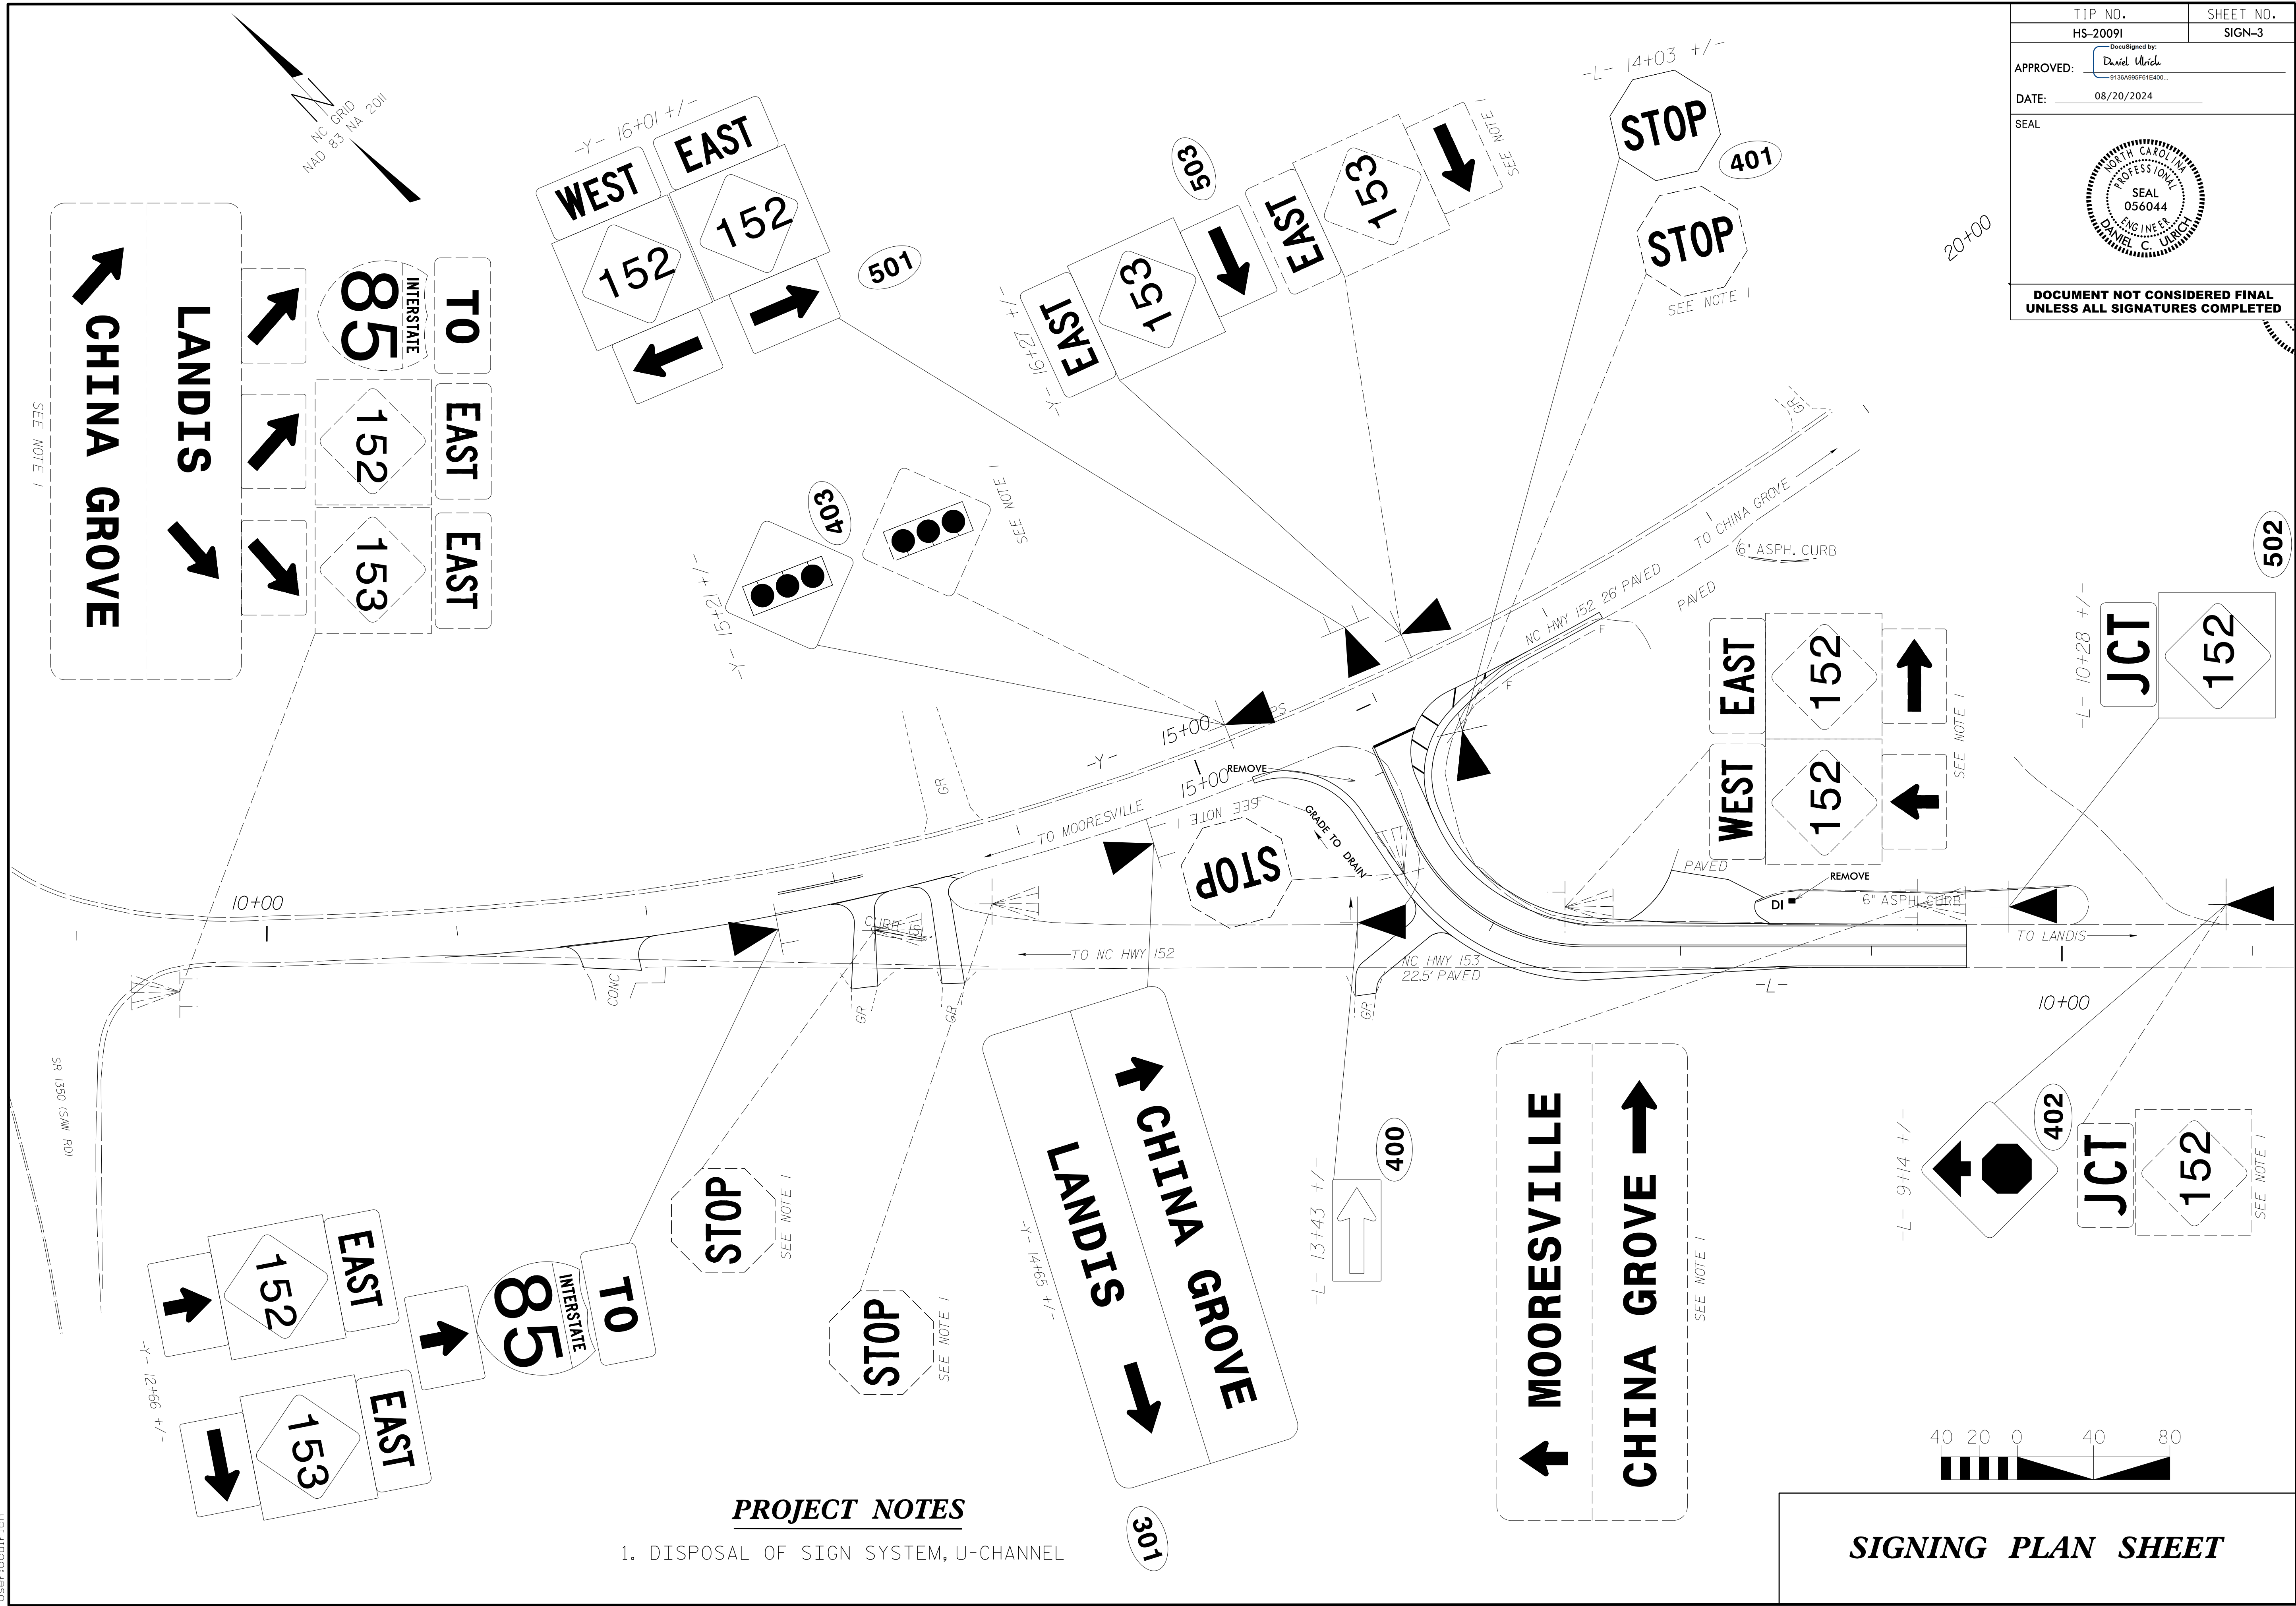 TIP NO.
SHEET NO.
HS-2009I
SIGN-3
APPROVED:
DocuSigned by:
Daniel Ulrich
9136A995F61E400...
DATE:
08/20/2024
SEAL
NORTH CAROLINA
PROFESSIONAL
SEAL
056044
ENGINEER
DANIEL C. ULRICH
DOCUMENT NOT CONSIDERED FINAL
UNLESS ALL SIGNATURES COMPLETED
NC GRID
NAD 83 NA 2011
CHINA GROVE
LANDIS
TO
INTERSTATE
85
EAST
152
EAST
153
SEE NOTE 1
-Y- 16+01 +/-
WEST
EAST
152
152
501
503
-Y- 16+27 +/-
EAST
153
EAST
153
SEE NOTE 1
-L- 14+03 +/-
STOP
401
STOP
SEE NOTE 1
20+00
403
-Y- 15+21 +/-
SEE NOTE 1
GR
TO CHINA GROVE
NC HWY 152 26' PAVED
6" ASPH. CURB
PAVED
F
F
502
-L- 10+28 +/-
JCT
152
EAST
152
WEST
152
SEE NOTE 1
-Y-
15+00
15+00
REMOVE
GR
TO MOORESVILLE
SEE NOTE 1
STOP
GRADE TO DRAIN
PAVED
REMOVE
DI
6" ASPH. CURB
10+00
TO NC HWY 152
NC HWY 153
22.5' PAVED
TO LANDIS
-L-
10+00
CONC
GR
GR
GR
SR 1350 (SAW RD)
152
EAST
153
EAST
TO
INTERSTATE
85
-Y- 12+66 +/-
STOP
SEE NOTE 1
STOP
SEE NOTE 1
CHINA GROVE
LANDIS
-Y- 14+65 +/-
301
-L- 13+43 +/-
400
MOORESVILLE
CHINA GROVE
SEE NOTE 1
-L- 9+14 +/-
402
JCT
152
SEE NOTE 1
40 20 0 40 80
PROJECT NOTES
1. DISPOSAL OF SIGN SYSTEM, U-CHANNEL
SIGNING PLAN SHEET